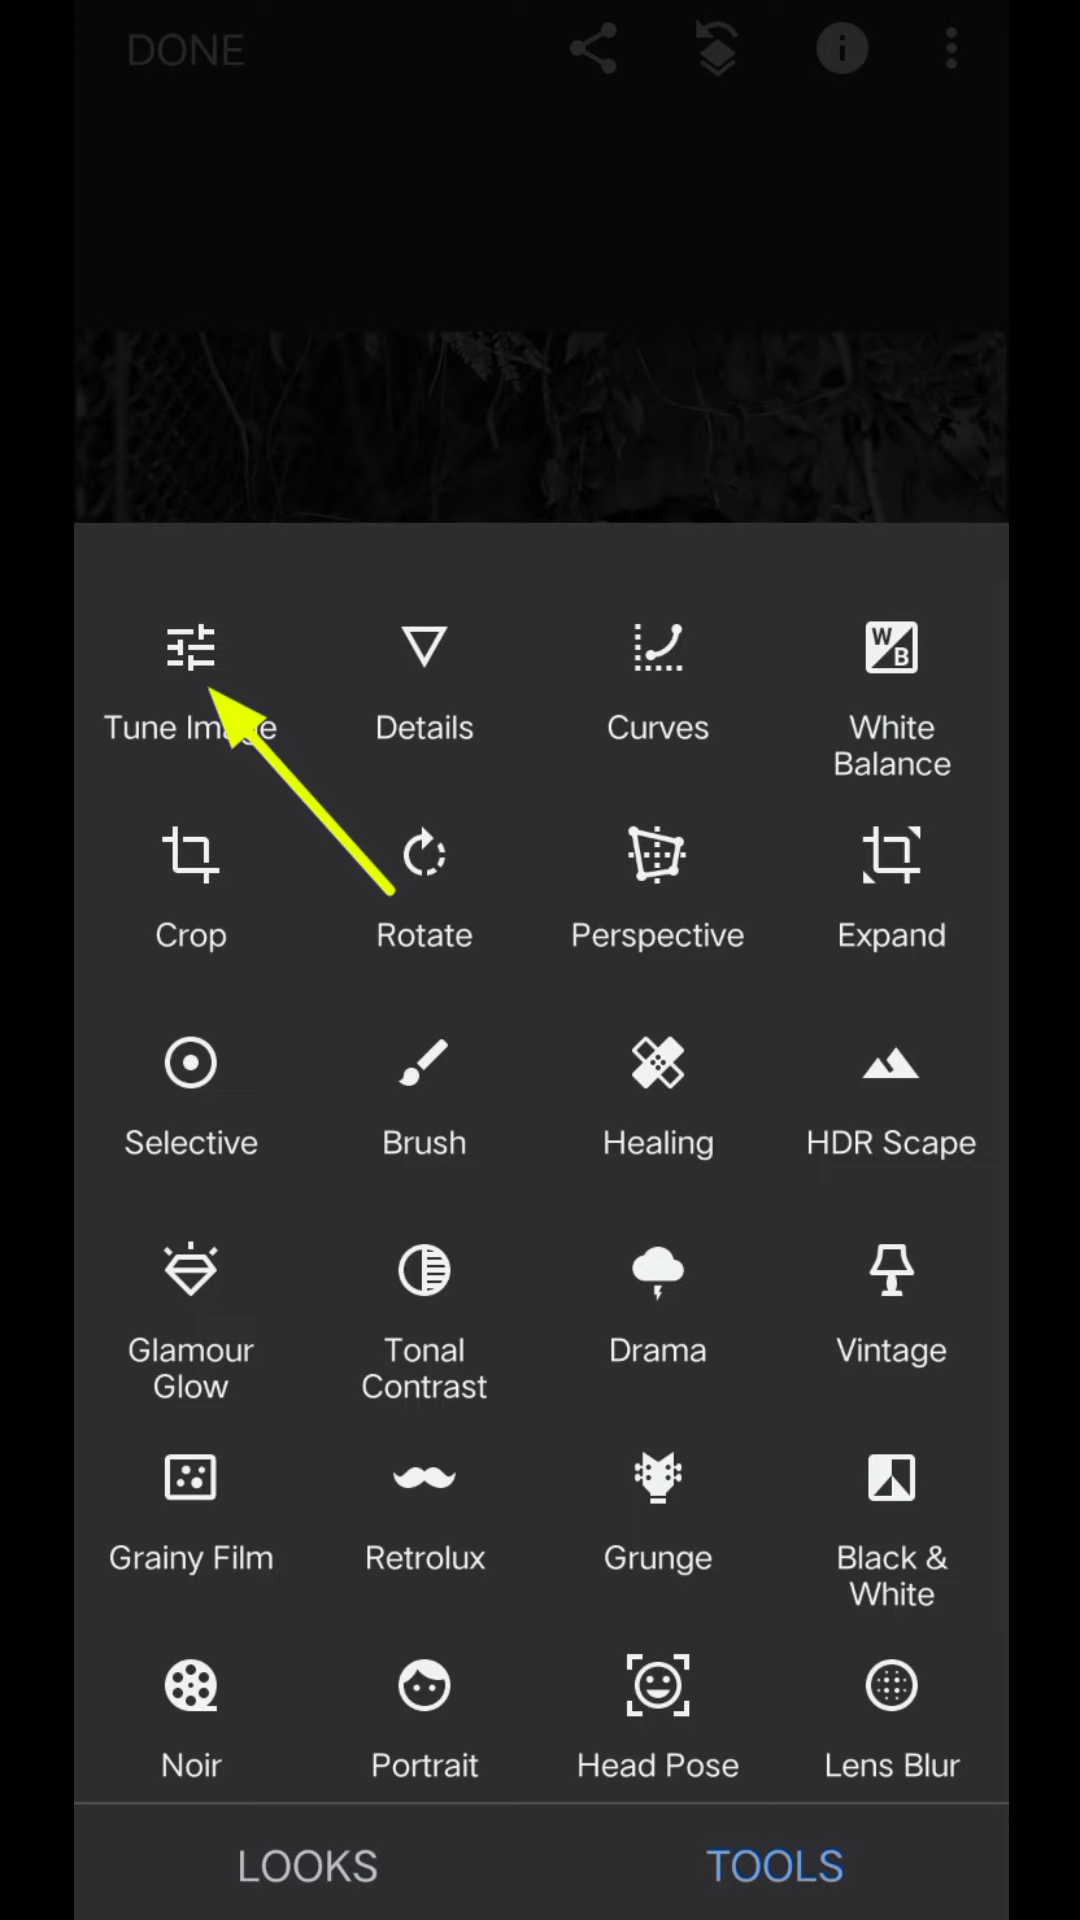 DONE
Tune Image
Details
Curves
White
Balance
Crop
Rotate
Perspective
Expand
Selective
Brush
Healing
HDR Scape
Glamour
Glow
Tonal
Contrast
Drama
Vintage
Grainy Film
Retrolux
Grunge
Black &
White
Noir
Portrait
Head Pose
Lens Blur
LOOKS
TOOLS